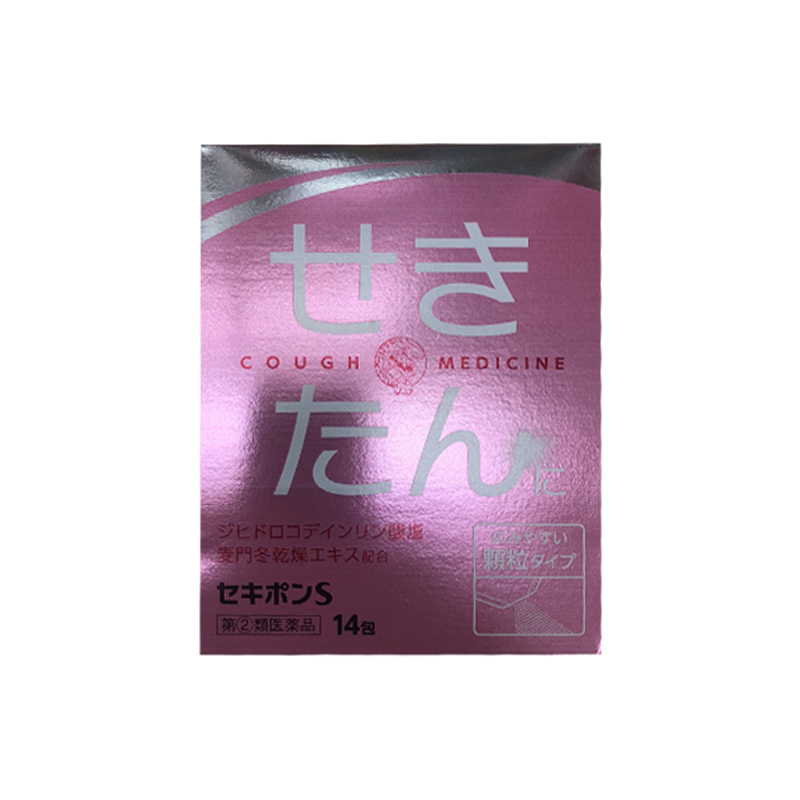 せき
COUGH MEDICINE
たんに
ジヒドロコデインリン酸塩
麦門冬乾燥エキス配合
のみやすい
顆粒タイプ
セキポンS
第②類医薬品 14包